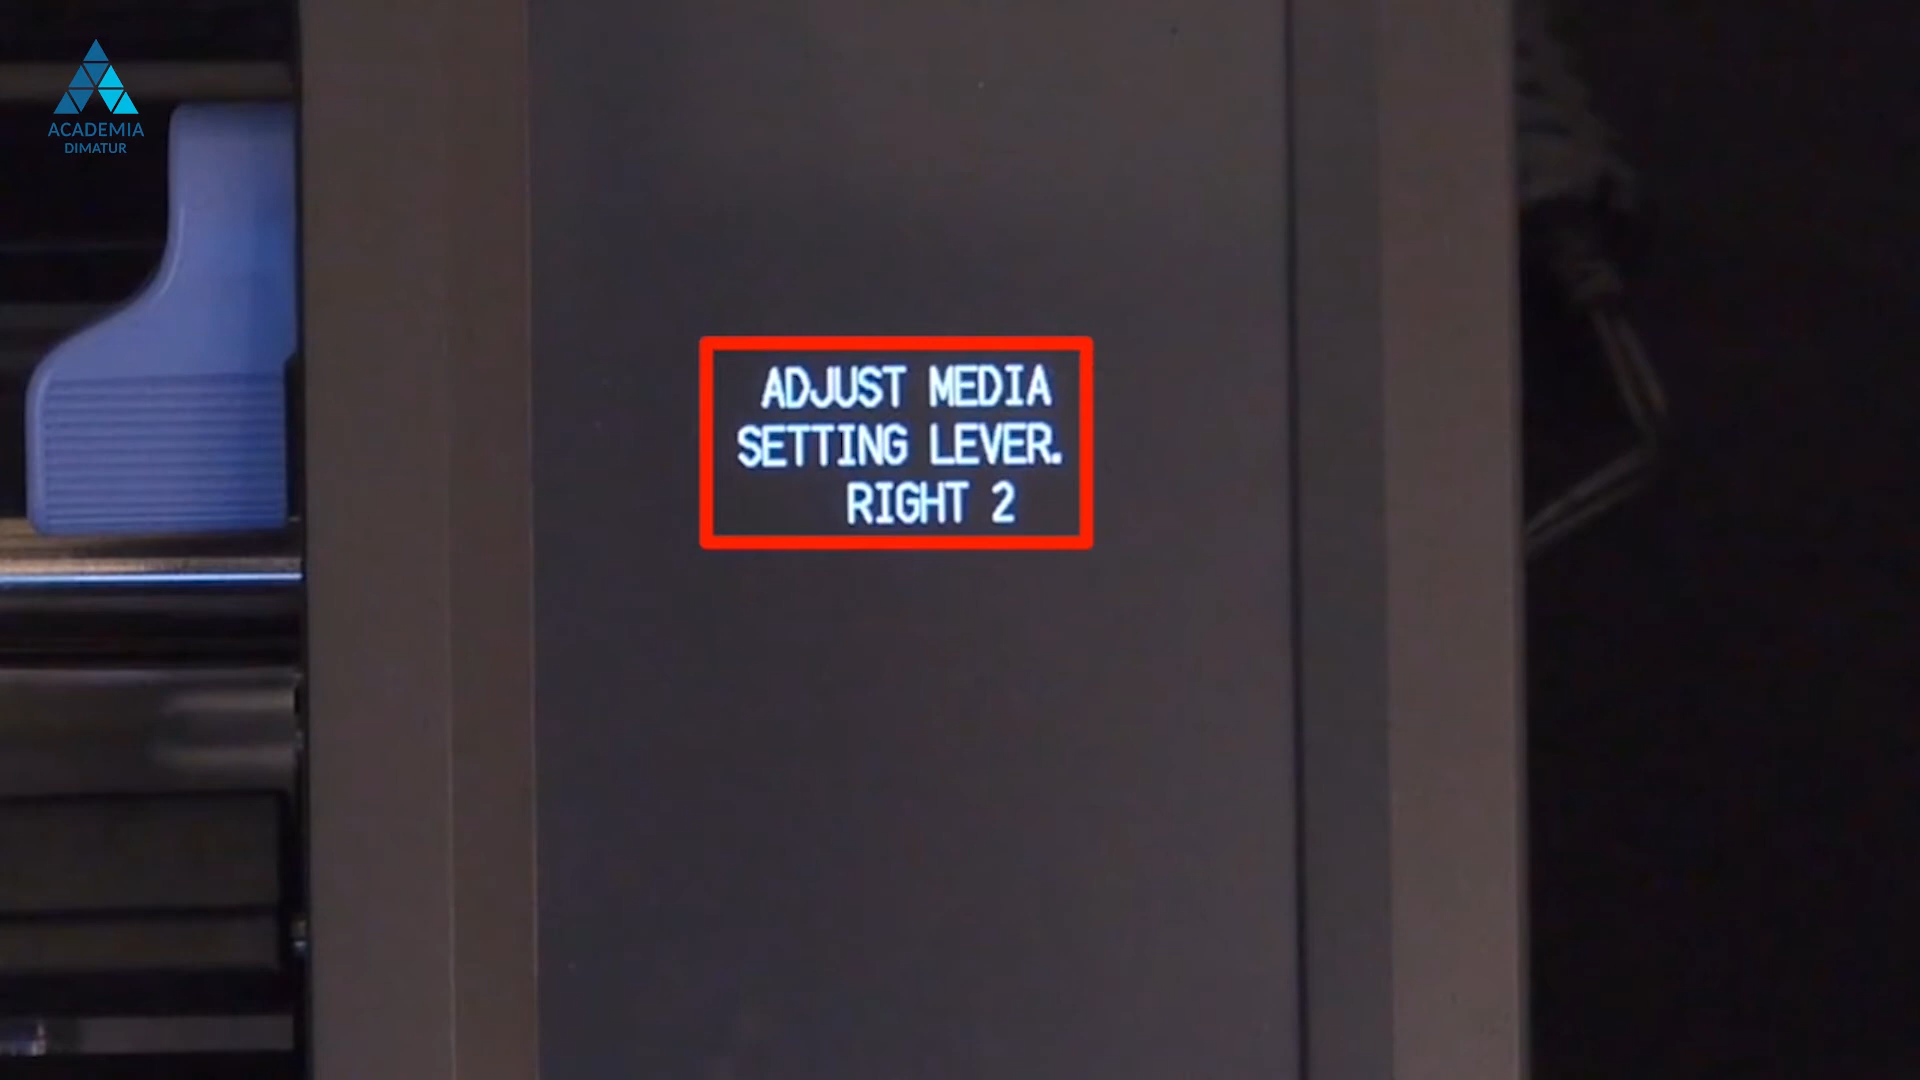 ACADEMIA
DIMATUR
ADJUST MEDIA
SETTING LEVER.
RIGHT 2